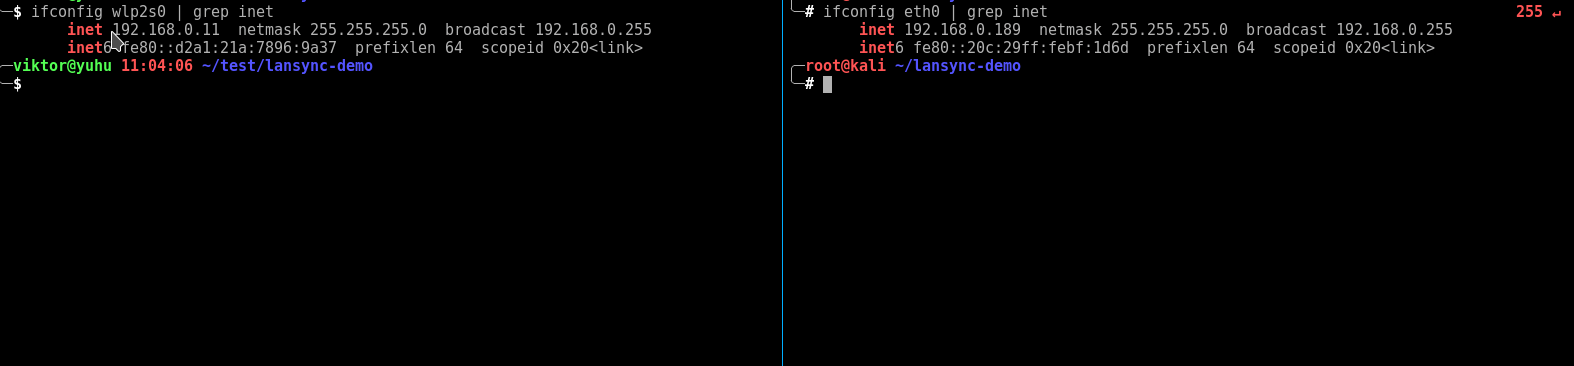 $ ifconfig wlp2s0 | grep inet
inet 192.168.0.11  netmask 255.255.255.0  broadcast 192.168.0.255
inet6 fe80::d2a1:21a:7896:9a37  prefixlen 64  scopeid 0x20<link>
viktor@yuhu 11:04:06 ~/test/lansync-demo
$
# ifconfig eth0 | grep inet 255 ↵
inet 192.168.0.189  netmask 255.255.255.0  broadcast 192.168.0.255
inet6 fe80::20c:29ff:febf:1d6d  prefixlen 64  scopeid 0x20<link>
root@kali ~/lansync-demo
#